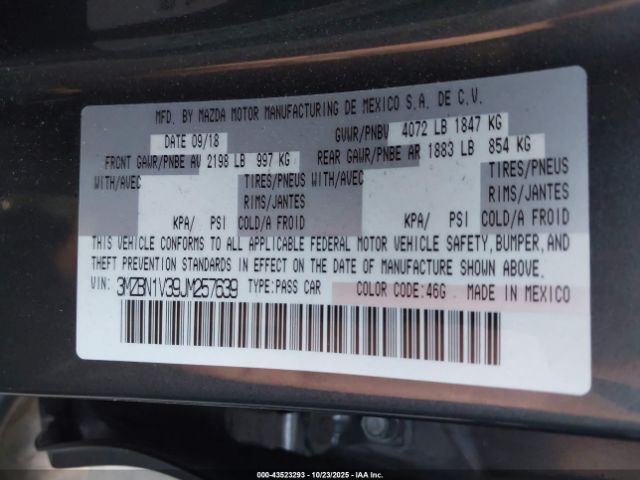 MFD. BY MAZDA MOTOR MANUFACTURING DE MEXICO S.A. DE C.V.
DATE 09/18 GVWR/PNBV 4072 LB 1847 KG
FRONT GAWR/PNBE AV 2198 LB 997 KG REAR GAWR/PNBE AR 1883 LB 854 KG
WITH/AVEC TIRES/PNEUS WITH/AVEC TIRES/PNEUS
RIMS/JANTES RIMS/JANTES
KPA/ PSI COLD/A FROID KPA/ PSI COLD/A FROID
THIS VEHICLE CONFORMS TO ALL APPLICABLE FEDERAL MOTOR VEHICLE SAFETY, BUMPER, AND
THEFT PREVENTION STANDARDS IN EFFECT ON THE DATE OF MANUFACTURE SHOWN ABOVE.
VIN: 3MZBN1V39JM257639 TYPE:PASS CAR COLOR CODE:46G MADE IN MEXICO
000-43523293 - 10/23/2025 - IAA Inc.